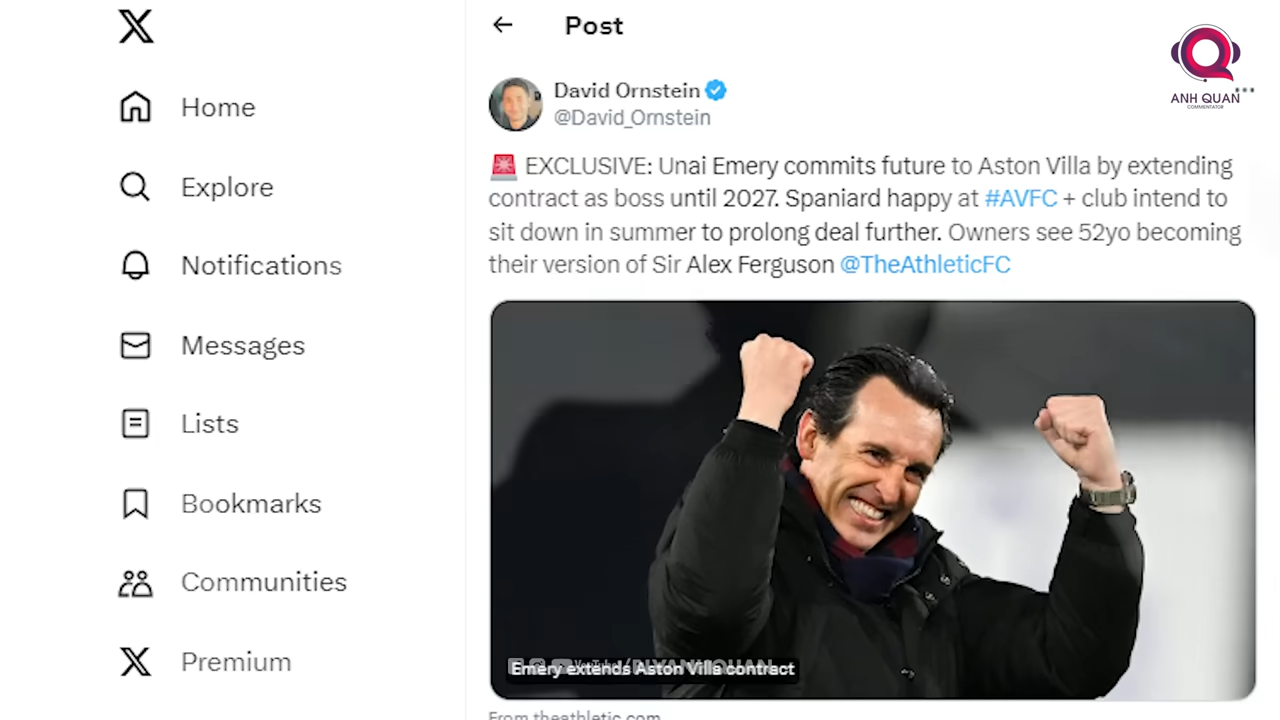 Post
ANH QUAN
COMMENTATOR
Home
Explore
Notifications
Messages
Lists
Bookmarks
Communities
Premium
David Ornstein
@David_Ornstein
EXCLUSIVE: Unai Emery commits future to Aston Villa by extending
contract as boss until 2027. Spaniard happy at #AVFC + club intend to
sit down in summer to prolong deal further. Owners see 52yo becoming
their version of Sir Alex Ferguson @TheAthleticFC
Emery extends Aston Villa contract
From theathletic.com